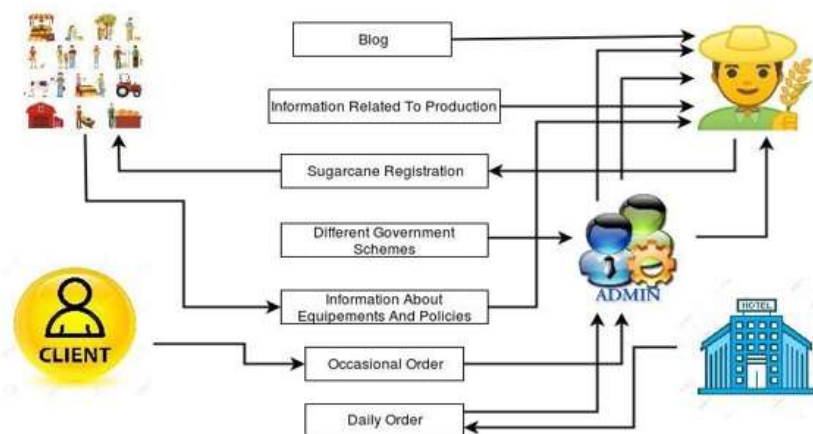 Blog
Information Related To Production
Sugarcane Registration
Different Government
Schemes
ADMIN
HOTEL
Information About
Equipements And Policies
CLIENT
Occasional Order
Daily Order